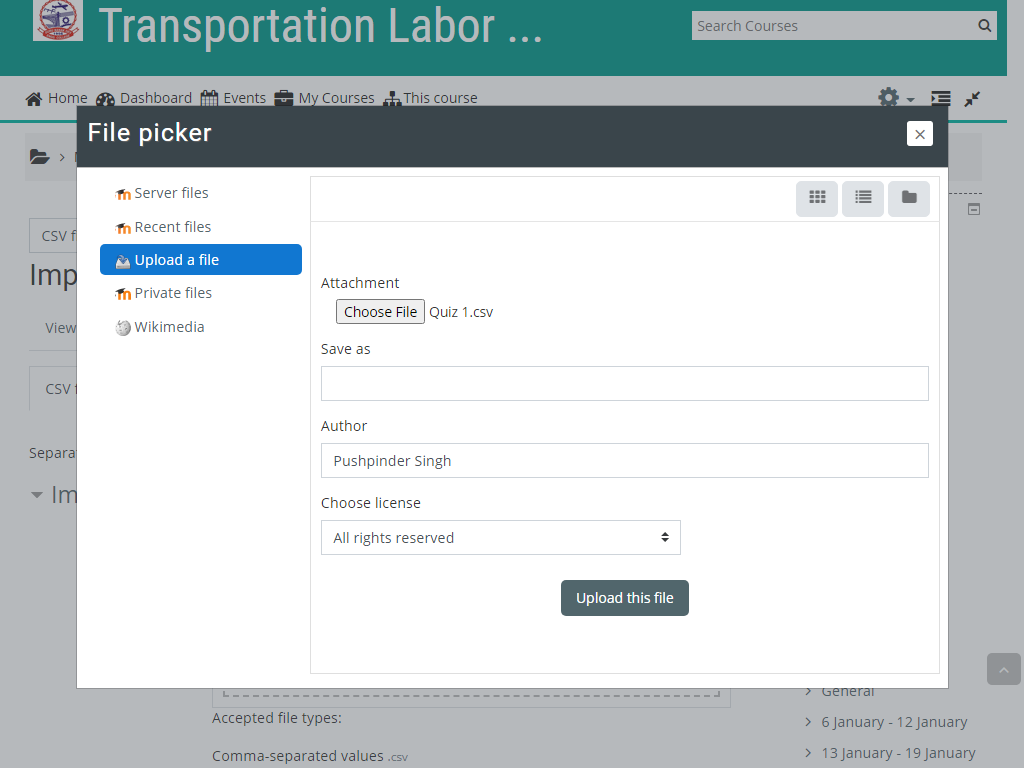 Transportation Labor ...
Search Courses
Home Dashboard Events My Courses This course
File picker
Server files
Recent files
Upload a file
Private files
Wikimedia
Attachment
Choose File Quiz 1.csv
Save as
Author
Pushpinder Singh
Choose license
All rights reserved
Upload this file
CSV f
Imp
View
CSV f
Separa
Im
Accepted file types:
Comma-separated values .csv
General
6 January - 12 January
13 January - 19 January